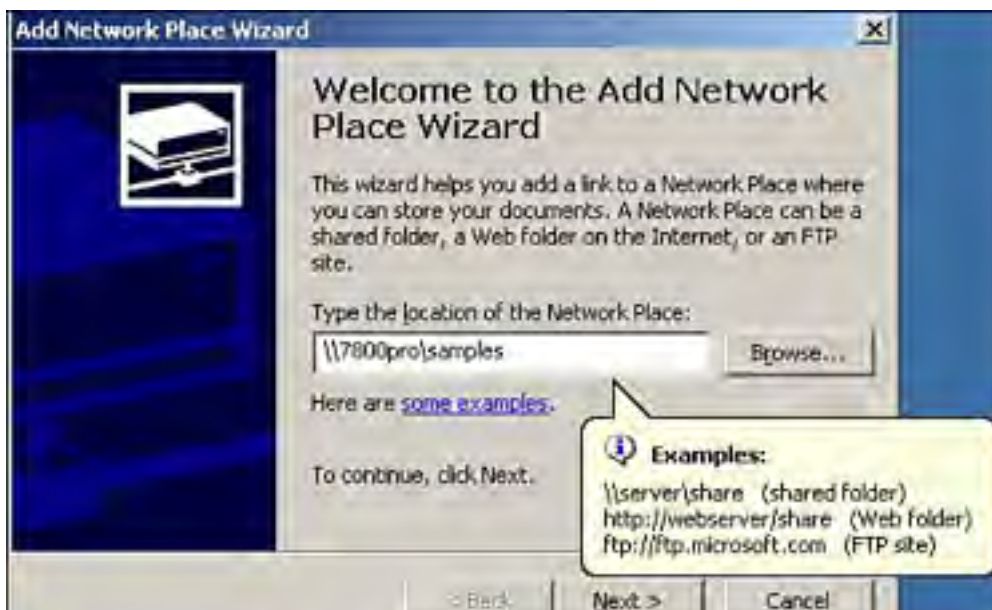 Add Network Place Wizard
Welcome to the Add Network
Place Wizard
This wizard helps you add a link to a Network Place where
you can store your documents. A Network Place can be a
shared folder, a Web folder on the Internet, or an FTP
site.
Type the location of the Network Place:
\\7800pro\samples
Browse...
Here are some examples.
To continue, click Next.
Examples:
\\server\share (shared folder)
http://webserver/share (Web folder)
ftp://ftp.microsoft.com (FTP site)
< Back Next > Cancel